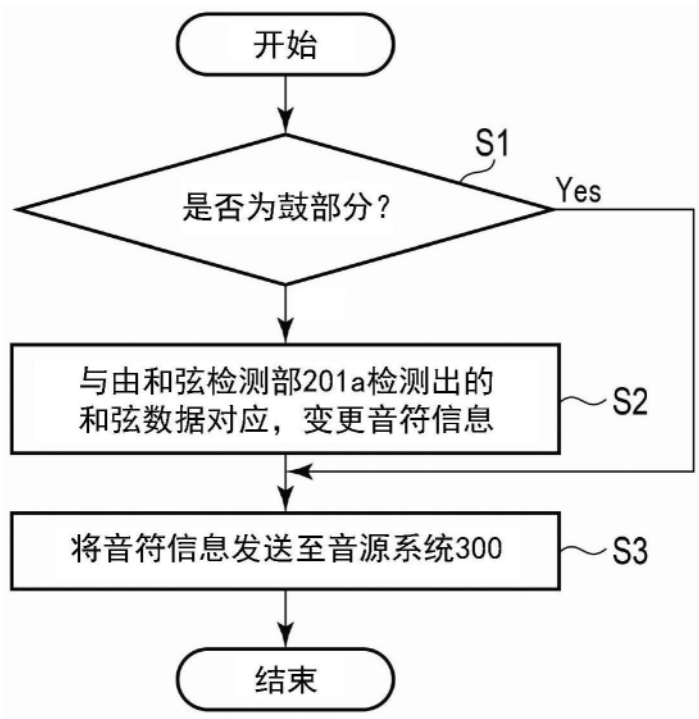 开始
S1
是否为鼓部分？
Yes
与由和弦检测部201a检测出的
和弦数据对应，变更音符信息
S2
将音符信息发送至音源系统300
S3
结束